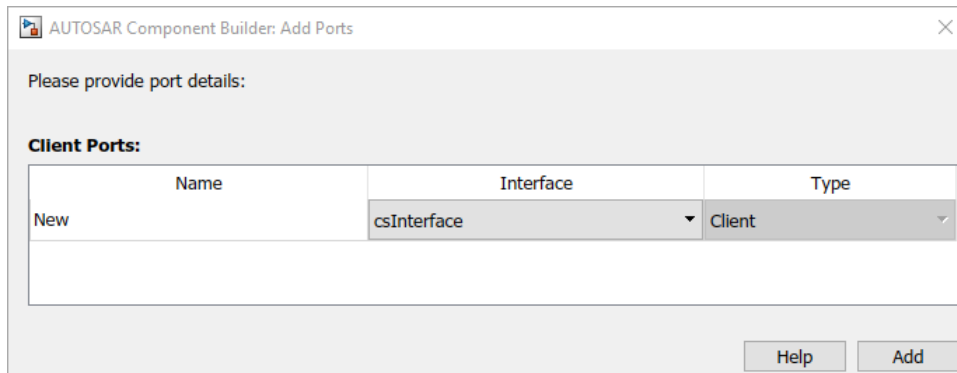 AUTOSAR Component Builder: Add Ports
Please provide port details:
Client Ports:
Name Interface Type
New csInterface Client
Help Add